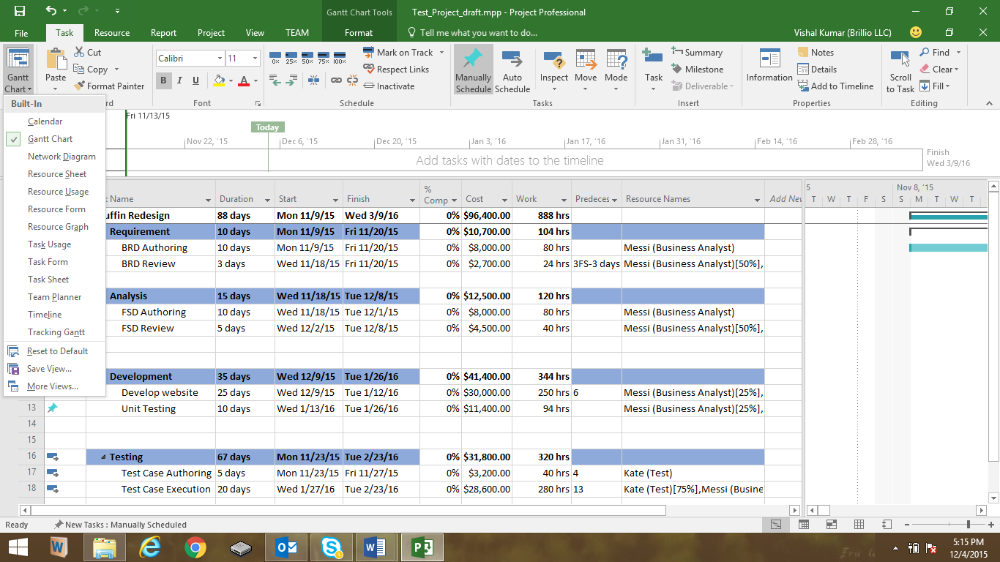 Gantt Chart Tools
Test_Project_draft.mpp - Project Professional
File Task Resource Report Project View TEAM Format Tell me what you want to do... Vishal Kumar (Brillio LLC)
Gantt Chart
Paste
Cut
Copy
Format Painter
Calibri 11
B I U A
0% 25% 50% 75% 100%
Mark on Track
Respect Links
Inactivate
Manually Schedule
Auto Schedule
Inspect
Move
Mode
Task
Summary
Milestone
Deliverable
Information
Notes
Details
Add to Timeline
Scroll to Task
Find
Clear
Fill
Font Schedule Tasks Insert Properties Editing
Built-In
Calendar
Gantt Chart
Network Diagram
Resource Sheet
Resource Usage
Resource Form
Resource Graph
Task Usage
Task Form
Task Sheet
Team Planner
Timeline
Tracking Gantt
Reset to Default
Save View...
More Views...
Fri 11/13/15
Today
Nov 22, '15 Dec 6, '15 Dec 20, '15 Jan 3, '16 Jan 17, '16 Jan 31, '16 Feb 14, '16 Feb 28, '16
Add tasks with dates to the timeline
Finish
Wed 3/9/16
Name Duration Start Finish % Comp Cost Work Predeces Resource Names Add New
5 Nov 8, '15
T W T F S S M T W T
uffin Redesign 88 days Mon 11/9/15 Wed 3/9/16 0% $96,400.00 888 hrs
Requirement 10 days Mon 11/9/15 Fri 11/20/15 0% $10,700.00 104 hrs
BRD Authoring 10 days Mon 11/9/15 Fri 11/20/15 0% $8,000.00 80 hrs Messi (Business Analyst)
BRD Review 3 days Wed 11/18/15 Fri 11/20/15 0% $2,700.00 24 hrs 3FS-3 days Messi (Business Analyst)[50%],
Analysis 15 days Wed 11/18/15 Tue 12/8/15 0% $12,500.00 120 hrs
FSD Authoring 10 days Wed 11/18/15 Tue 12/1/15 0% $8,000.00 80 hrs Messi (Business Analyst)
FSD Review 5 days Wed 12/2/15 Tue 12/8/15 0% $4,500.00 40 hrs Messi (Business Analyst)[50%],
Development 35 days Wed 12/9/15 Tue 1/26/16 0% $41,400.00 344 hrs
Develop website 25 days Wed 12/9/15 Tue 1/12/16 0% $30,000.00 250 hrs 6 Messi (Business Analyst)[25%],
13 Unit Testing 10 days Wed 1/13/16 Tue 1/26/16 0% $11,400.00 94 hrs Messi (Business Analyst)[25%],
14
15
16 Testing 67 days Mon 11/23/15 Tue 2/23/16 0% $31,800.00 320 hrs
17 Test Case Authoring 5 days Mon 11/23/15 Fri 11/27/15 0% $3,200.00 40 hrs 4 Kate (Test)
18 Test Case Execution 20 days Wed 1/27/16 Tue 2/23/16 0% $28,600.00 280 hrs 13 Kate (Test)[75%],Messi (Busine
Ready New Tasks : Manually Scheduled
5:15 PM
12/4/2015